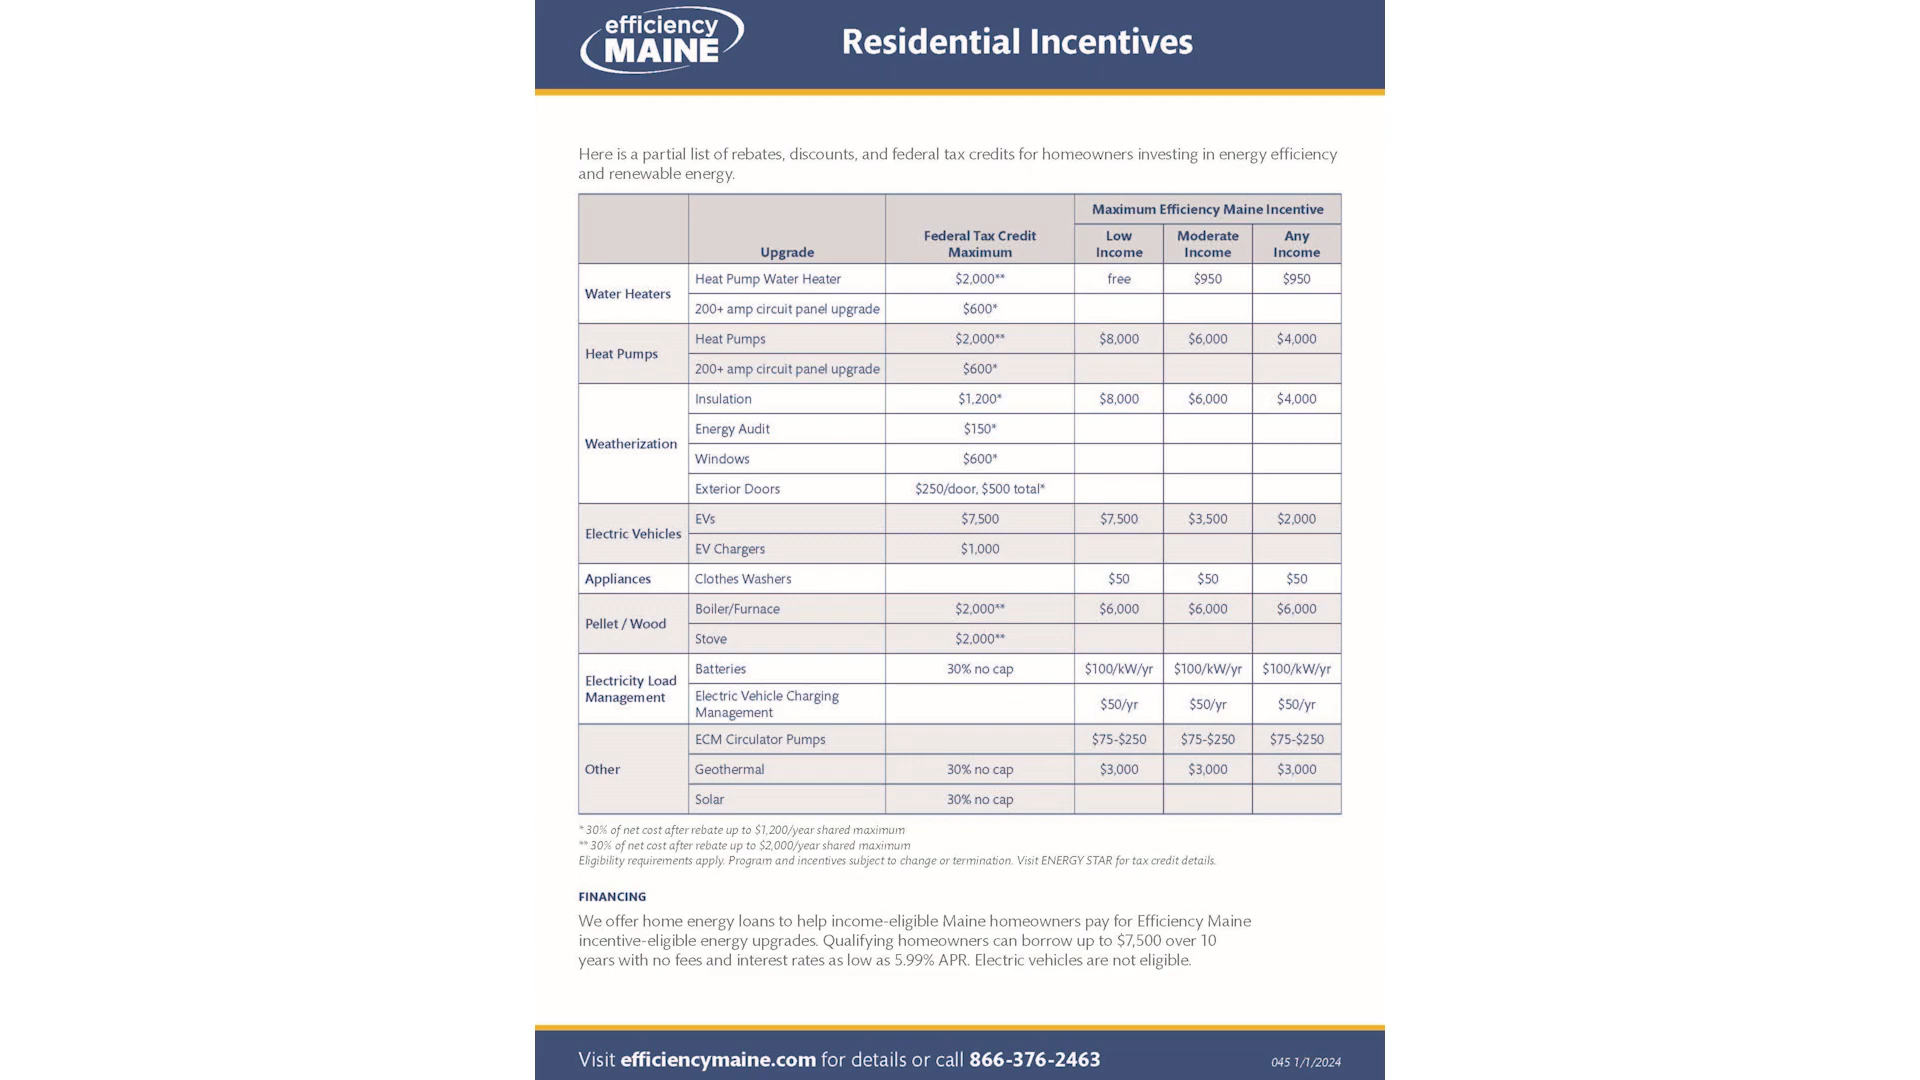 efficiency
MAINE
Residential Incentives
Here is a partial list of rebates, discounts, and federal tax credits for homeowners investing in energy efficiency
and renewable energy.
Maximum Efficiency Maine Incentive
Upgrade
Federal Tax Credit
Maximum
Low
Income
Moderate
Income
Any
Income
Water Heaters
Heat Pump Water Heater $2,000** free $950 $950
200+ amp circuit panel upgrade $600*
Heat Pumps
Heat Pumps $2,000** $8,000 $6,000 $4,000
200+ amp circuit panel upgrade $600*
Weatherization
Insulation $1,200* $8,000 $6,000 $4,000
Energy Audit $150*
Windows $600*
Exterior Doors $250/door, $500 total*
Electric Vehicles
EVs $7,500 $7,500 $3,500 $2,000
EV Chargers $1,000
Appliances Clothes Washers $50 $50 $50
Pellet / Wood
Boiler/Furnace $2,000** $6,000 $6,000 $6,000
Stove $2,000**
Electricity Load
Management
Batteries 30% no cap $100/kW/yr $100/kW/yr $100/kW/yr
Electric Vehicle Charging
Management
$50/yr $50/yr $50/yr
Other
ECM Circulator Pumps $75-$250 $75-$250 $75-$250
Geothermal 30% no cap $3,000 $3,000 $3,000
Solar 30% no cap
* 30% of net cost after rebate up to $1,200/year shared maximum
** 30% of net cost after rebate up to $2,000/year shared maximum
Eligibility requirements apply. Program and incentives subject to change or termination. Visit ENERGY STAR for tax credit details.
FINANCING
We offer home energy loans to help income-eligible Maine homeowners pay for Efficiency Maine
incentive-eligible energy upgrades. Qualifying homeowners can borrow up to $7,500 over 10
years with no fees and interest rates as low as 5.99% APR. Electric vehicles are not eligible.
Visit efficiencymaine.com for details or call 866-376-2463
045 1/1/2024